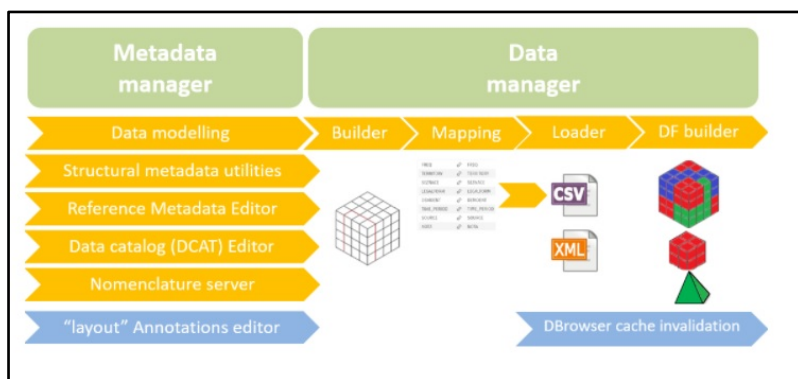 Metadata
manager
Data
manager
Data modelling
Builder
Mapping
Loader
DF builder
Structural metadata utilities
Reference Metadata Editor
Data catalog (DCAT) Editor
Nomenclature server
"layout" Annotations editor
CSV
XML
DBrowser cache invalidation